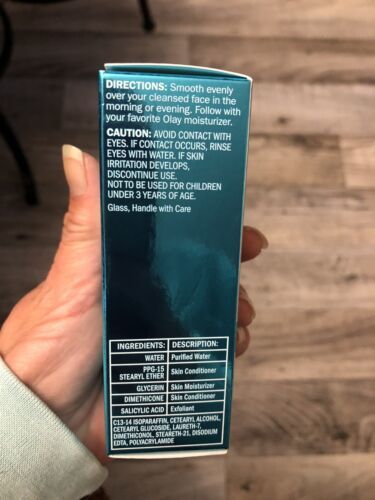 DIRECTIONS: Smooth evenly
over your cleansed face in the
morning or evening. Follow with
your favorite Olay moisturizer.
CAUTION: AVOID CONTACT WITH
EYES. IF CONTACT OCCURS, RINSE
EYES WITH WATER. IF SKIN
IRRITATION DEVELOPS,
DISCONTINUE USE.
NOT TO BE USED FOR CHILDREN
UNDER 3 YEARS OF AGE.
Glass, Handle with Care
INGREDIENTS: DESCRIPTION:
WATER Purified Water
PPG-15
STEARYL ETHER Skin Conditioner
GLYCERIN Skin Moisturizer
DIMETHICONE Skin Conditioner
SALICYLIC ACID Exfoliant
C13-14 ISOPARAFFIN, CETEARYL ALCOHOL,
CETEARYL GLUCOSIDE, LAURETH-7,
DIMETHICONOL, STEARETH-21, DISODIUM
EDTA, POLYACRYLAMIDE